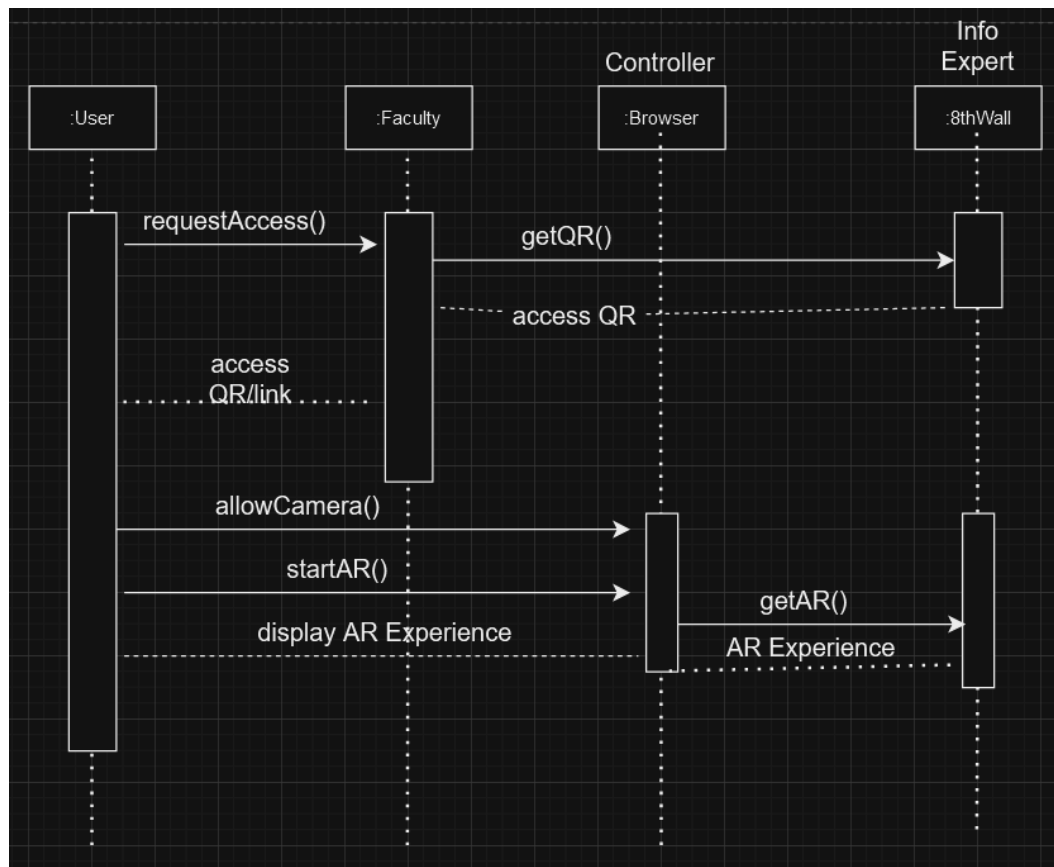 Info
Expert
Controller
:User
:Faculty
:Browser
:8thWall
requestAccess()
getQR()
access QR
access
QR/link
allowCamera()
startAR()
getAR()
display AR Experience
AR Experience